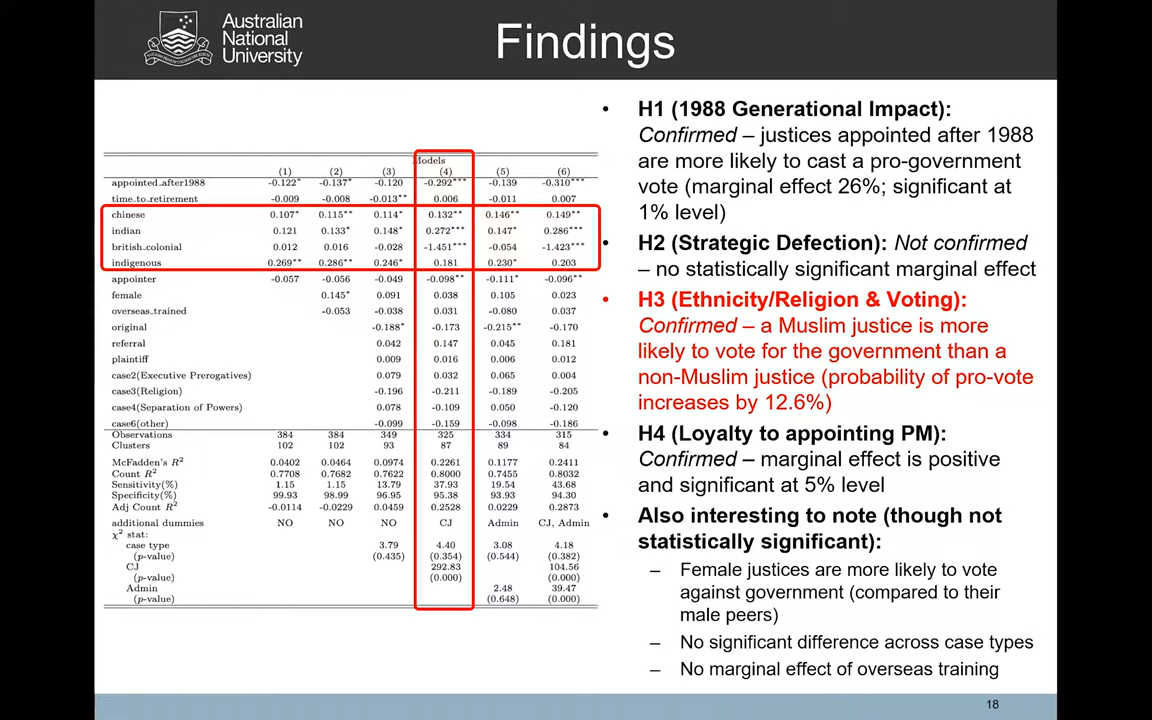 Australian
National
University
Findings
Models
(1) (2) (3) (4) (5) (6)
appointed_after1988 -0.122* -0.137* -0.120 -0.292*** -0.139 -0.310***
time_to_retirement -0.009 -0.008 -0.013** 0.006 -0.011 0.007
chinese 0.107* 0.115** 0.114* 0.132** 0.146** 0.149**
indian 0.121 0.133* 0.148* 0.272*** 0.147* 0.286***
british_colonial 0.012 0.016 -0.028 -1.451*** -0.054 -1.423***
indigenous 0.269** 0.286** 0.246* 0.181 0.230* 0.203
appointer -0.057 -0.056 -0.049 -0.098** -0.111* -0.096**
female 0.145* 0.091 0.038 0.105 0.023
overseas_trained -0.053 -0.038 0.031 -0.080 0.037
original -0.188* -0.173 -0.215** -0.170
referral 0.042 0.147 0.045 0.181
plaintiff 0.009 0.016 0.006 0.012
case2(Executive Prerogatives) 0.079 0.032 0.065 0.004
case3(Religion) -0.196 -0.211 -0.189 -0.205
case4(Separation of Powers) 0.078 -0.109 0.050 -0.120
case6(other) -0.099 -0.159 -0.098 -0.186
Observations 384 384 349 325 334 315
Clusters 102 102 93 87 89 84
McFadden's R² 0.0402 0.0464 0.0974 0.2261 0.1177 0.2411
Count R² 0.7708 0.7682 0.7622 0.8000 0.7455 0.8032
Sensitivity(%) 1.15 1.15 13.79 37.93 19.54 43.68
Specificity(%) 99.93 98.99 96.95 95.38 93.93 94.30
Adj Count R² -0.0114 -0.0229 0.0459 0.2528 0.0229 0.2873
additional dummies NO NO NO CJ Admin CJ, Admin
χ² stat:
case type 3.79 4.40 3.08 4.18
(p-value) (0.435) (0.354) (0.544) (0.382)
CJ 292.83 104.56
(p-value) (0.000) (0.000)
Admin 2.48 39.47
(p-value) (0.648) (0.000)
• H1 (1988 Generational Impact):
Confirmed – justices appointed after 1988
are more likely to cast a pro-government
vote (marginal effect 26%; significant at
1% level)
• H2 (Strategic Defection): Not confirmed
– no statistically significant marginal effect
• H3 (Ethnicity/Religion & Voting):
Confirmed – a Muslim justice is more
likely to vote for the government than a
non-Muslim justice (probability of pro-vote
increases by 12.6%)
• H4 (Loyalty to appointing PM):
Confirmed – marginal effect is positive
and significant at 5% level
• Also interesting to note (though not
statistically significant):
– Female justices are more likely to vote
against government (compared to their
male peers)
– No significant difference across case types
– No marginal effect of overseas training
18